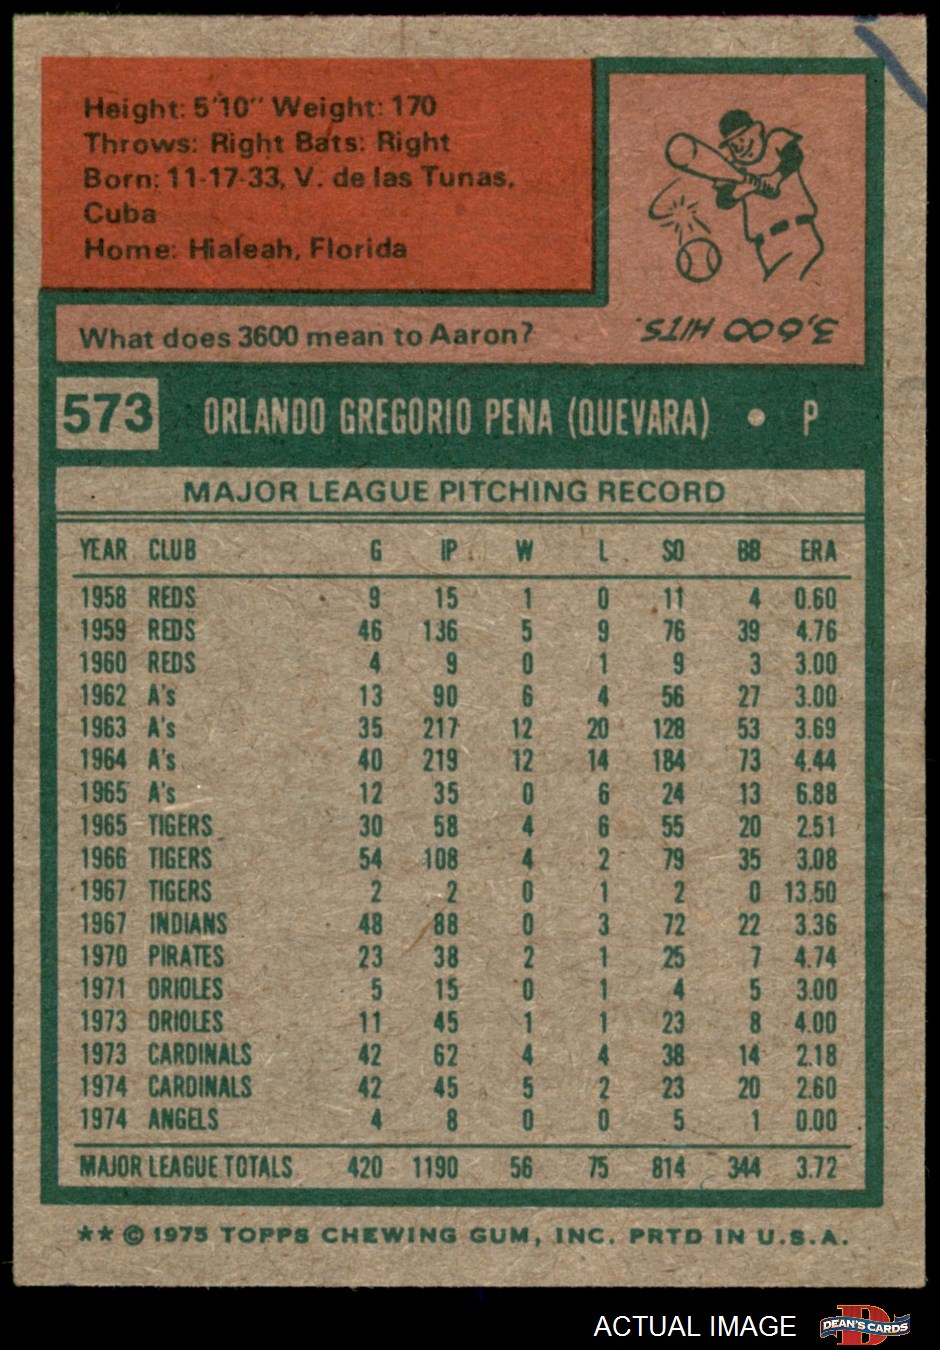 Height: 5'10" Weight: 170
Throws: Right Bats: Right
Born: 11-17-33, V. de las Tunas,
Cuba
Home: Hialeah, Florida
What does 3600 mean to Aaron?
3,600 HITS.
573 ORLANDO GREGORIO PENA (QUEVARA) • P
MAJOR LEAGUE PITCHING RECORD
YEAR CLUB G IP W L SO BB ERA
1958 REDS 9 15 1 0 11 4 0.60
1959 REDS 46 136 5 9 76 39 4.76
1960 REDS 4 9 0 1 9 3 3.00
1962 A's 13 90 6 4 56 27 3.00
1963 A's 35 217 12 20 128 53 3.69
1964 A's 40 219 12 14 184 73 4.44
1965 A's 12 35 0 6 24 13 6.88
1965 TIGERS 30 58 4 6 55 20 2.51
1966 TIGERS 54 108 4 2 79 35 3.08
1967 TIGERS 2 2 0 1 2 0 13.50
1967 INDIANS 48 88 0 3 72 22 3.36
1970 PIRATES 23 38 2 1 25 7 4.74
1971 ORIOLES 5 15 0 1 4 5 3.00
1973 ORIOLES 11 45 1 1 23 8 4.00
1973 CARDINALS 42 62 4 4 38 14 2.18
1974 CARDINALS 42 45 5 2 23 20 2.60
1974 ANGELS 4 8 0 0 5 1 0.00
MAJOR LEAGUE TOTALS 420 1190 56 75 814 344 3.72
** © 1975 TOPPS CHEWING GUM, INC. PRTD IN U.S.A.
ACTUAL IMAGE
DEAN'S CARDS